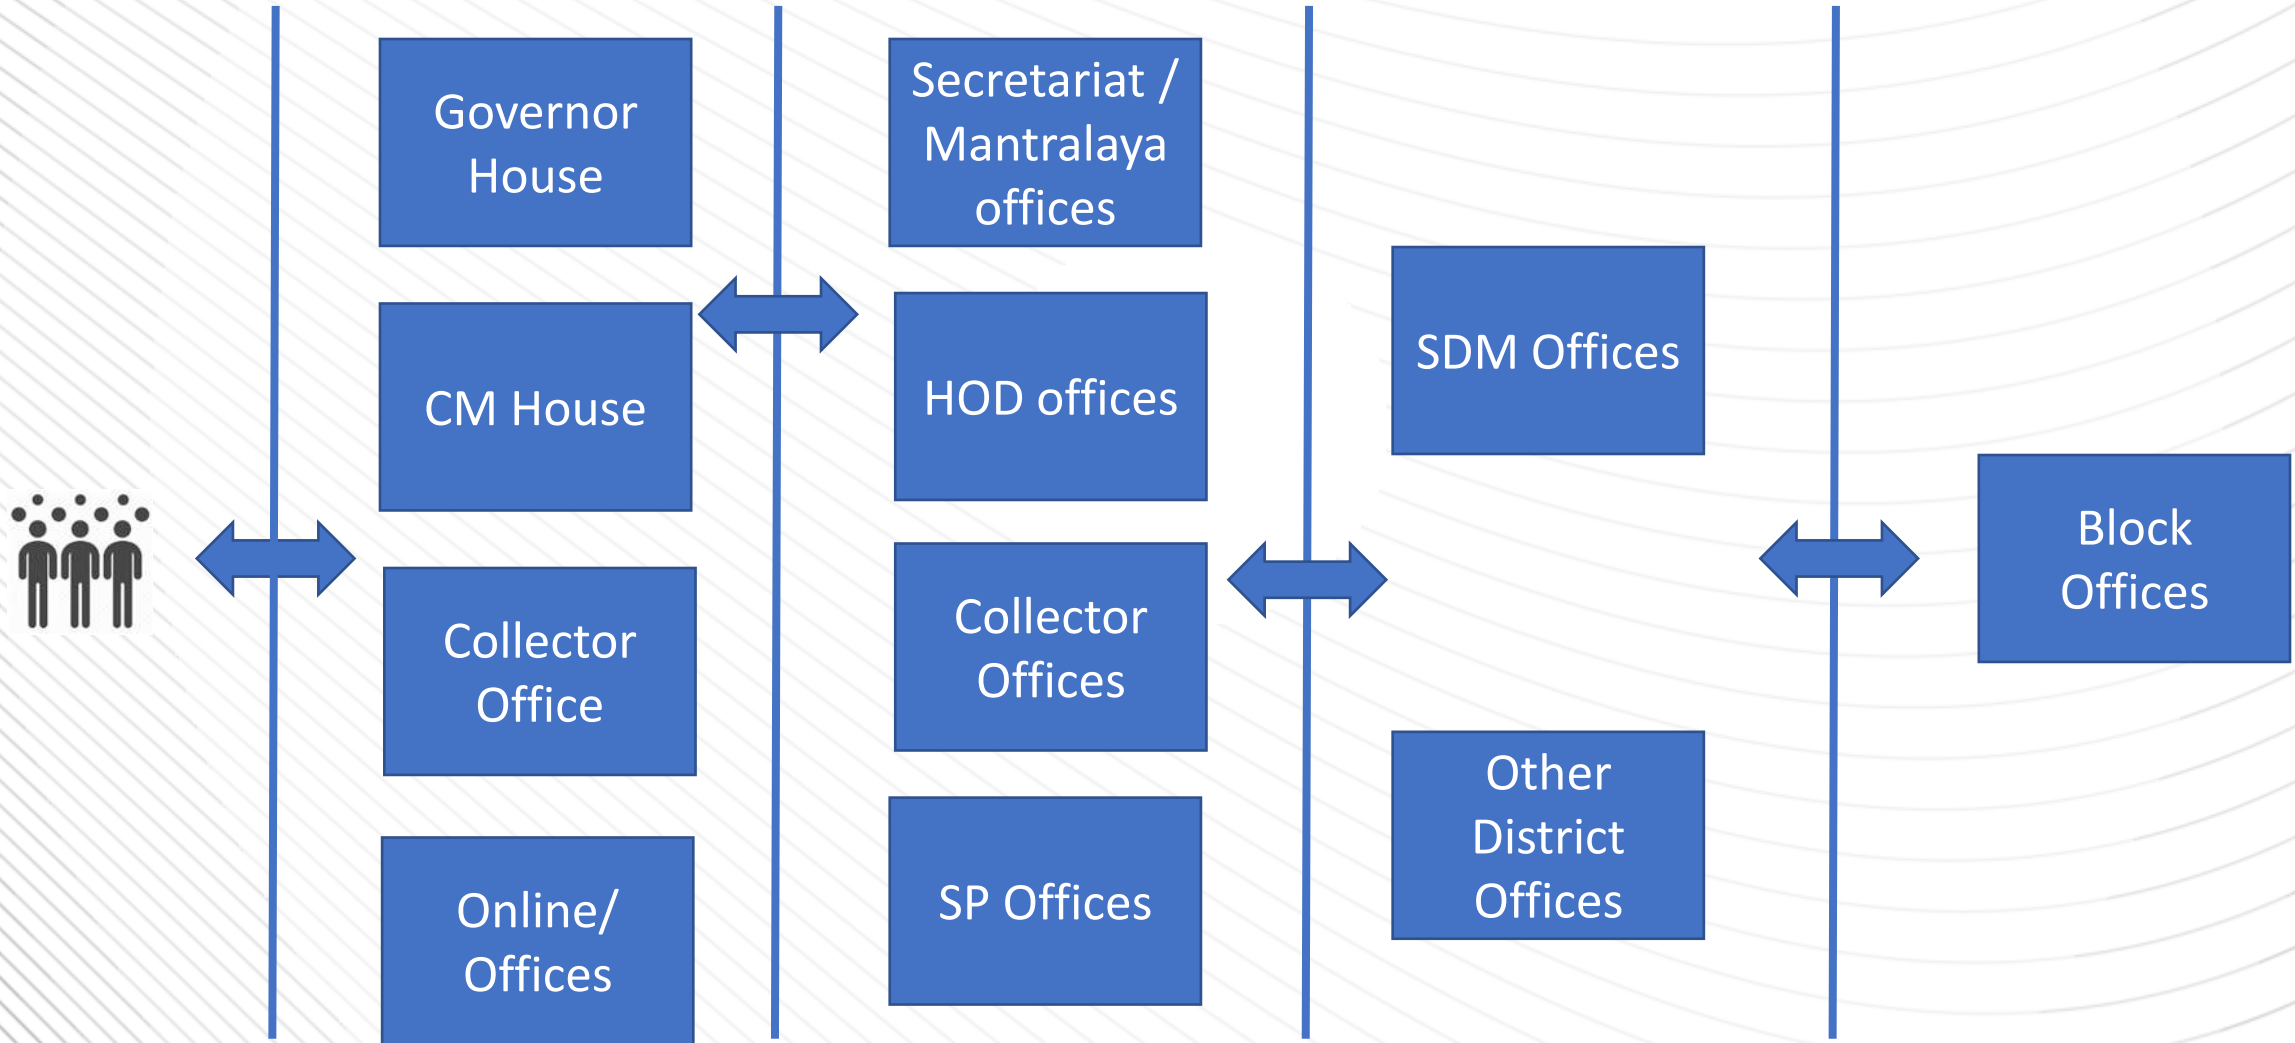 Governor
House
CM House
Collector
Office
Online/
Offices
Secretariat /
Mantralaya
offices
HOD offices
Collector
Offices
SP Offices
SDM Offices
Other
District
Offices
Block
Offices